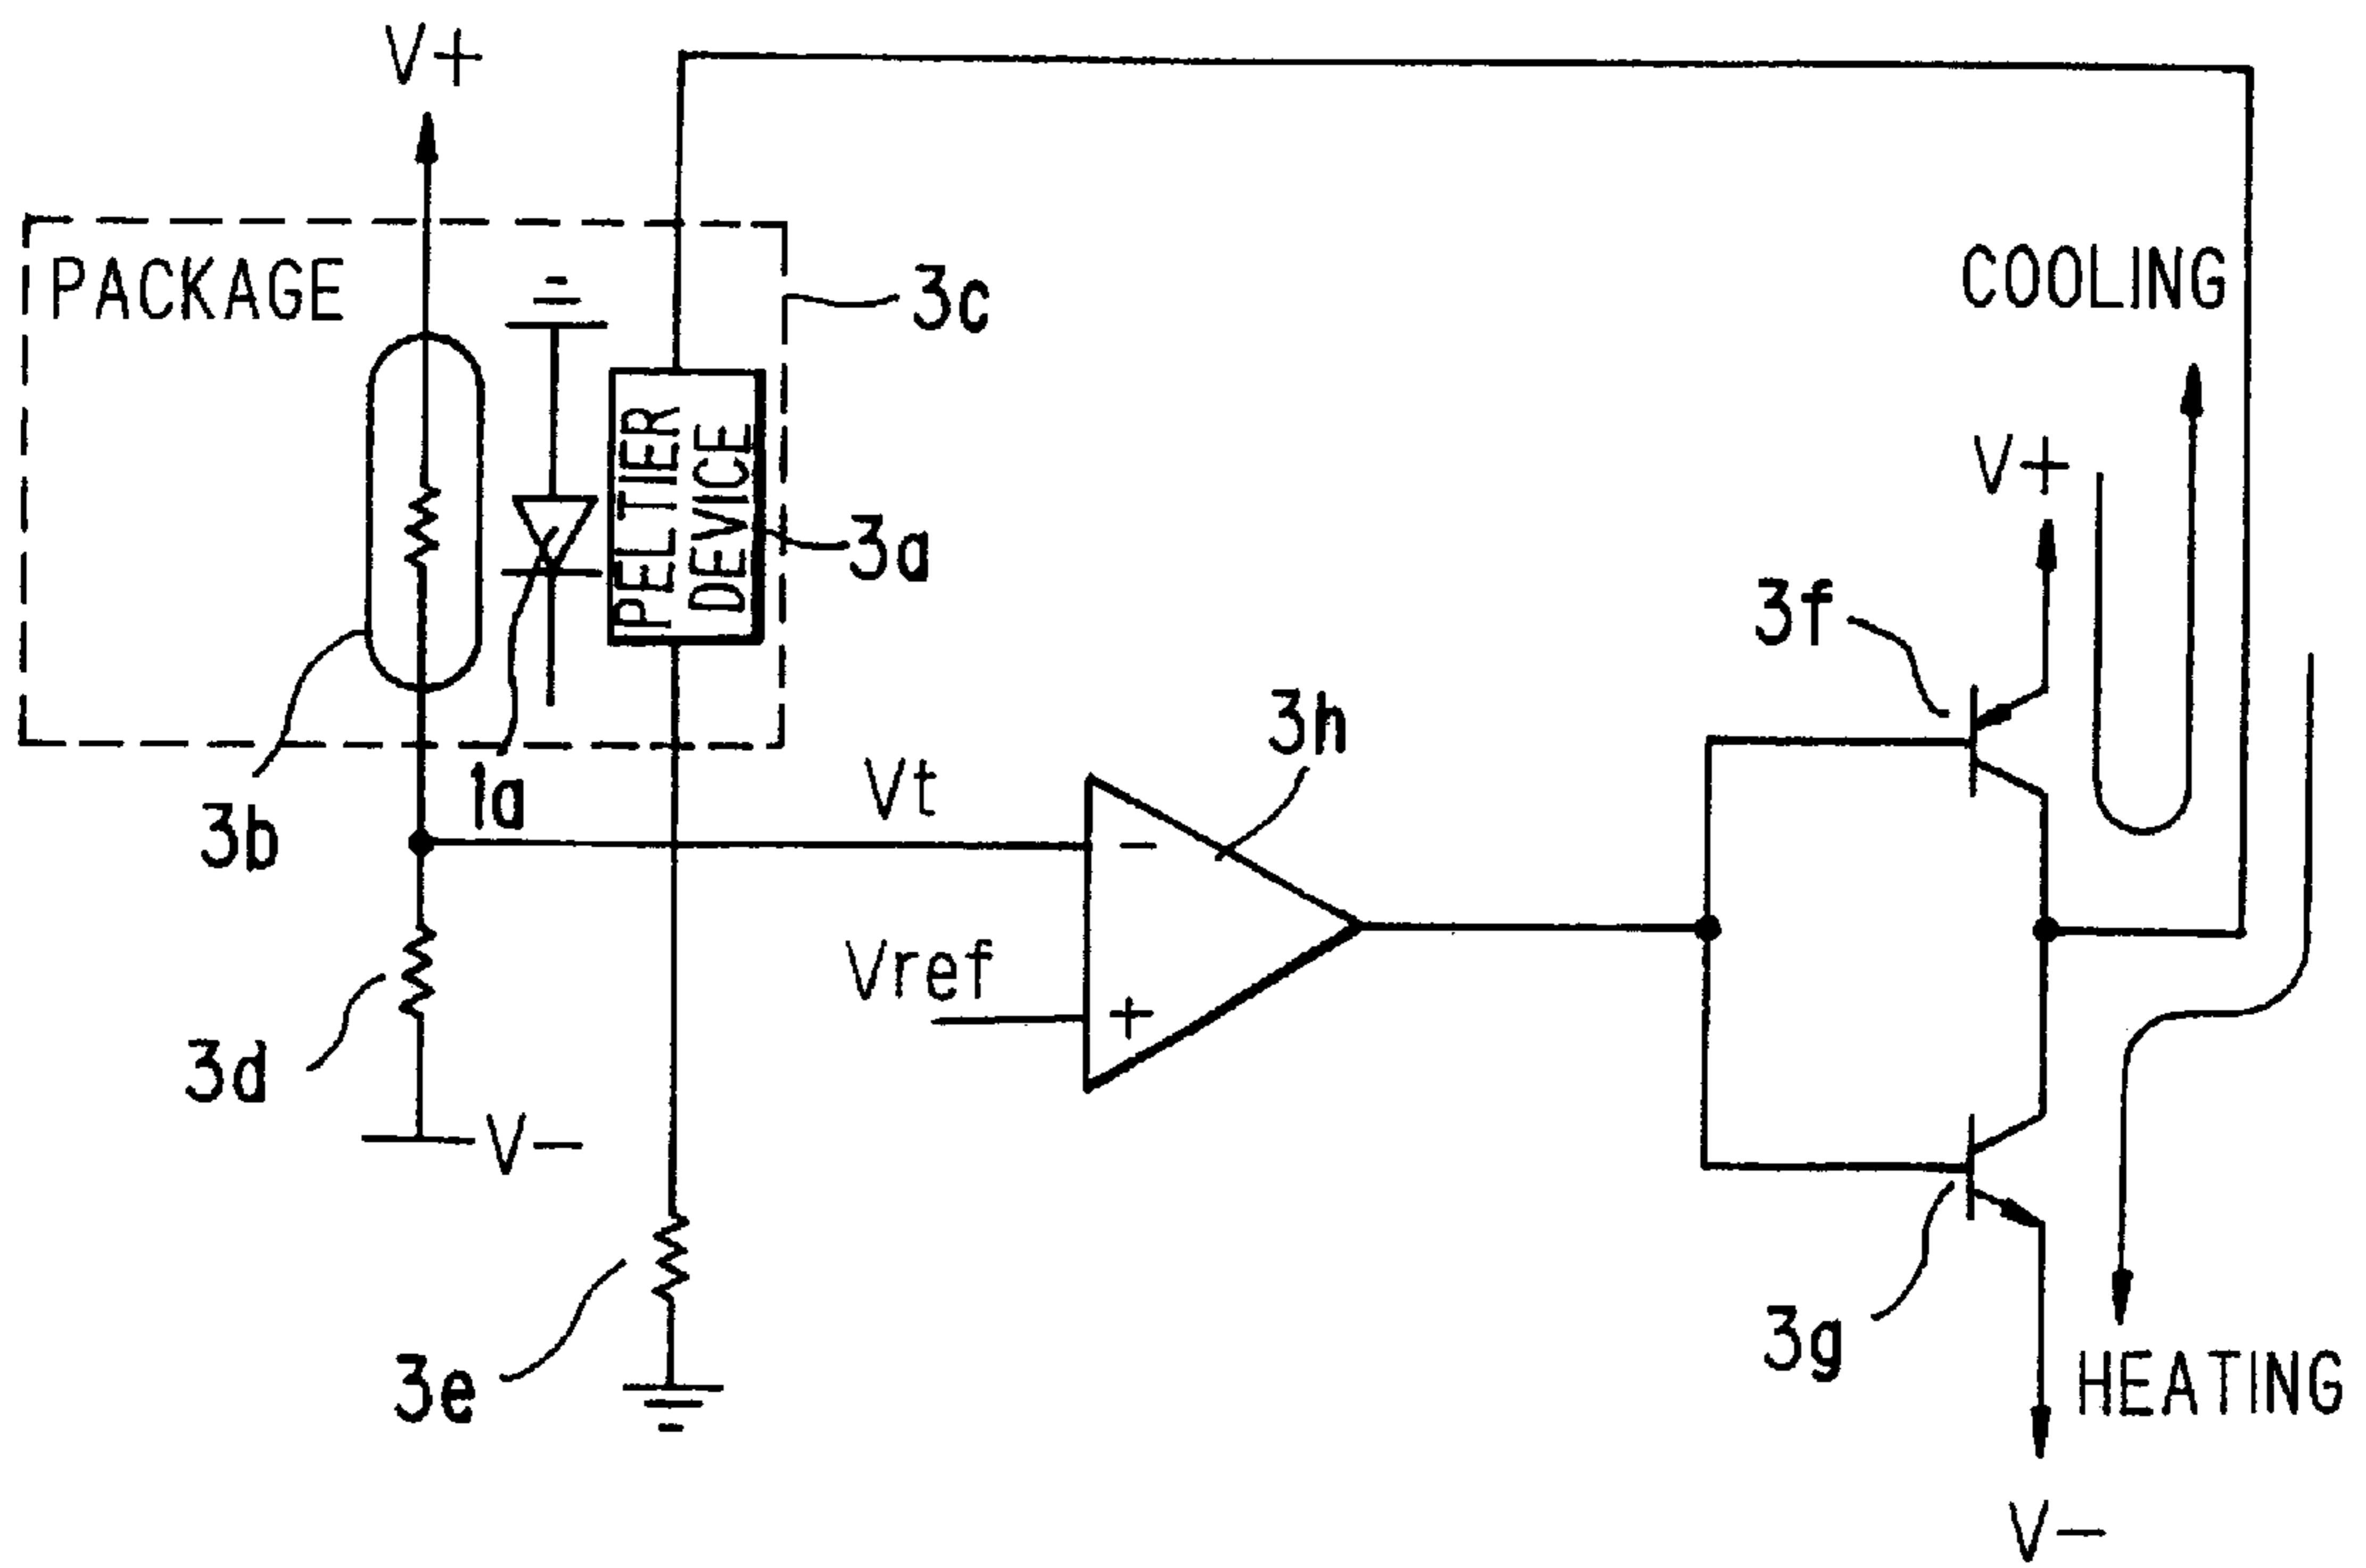 V+
PACKAGE
3c
COOLING
PELTIER
DEVICE
3a
V+
3f
3h
Vt
1a
3b
-
Vref
+
3d
V-
3e
3g
HEATING
V-